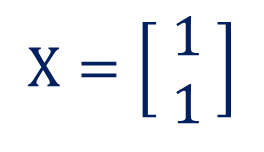 X = [ 1
1 ]